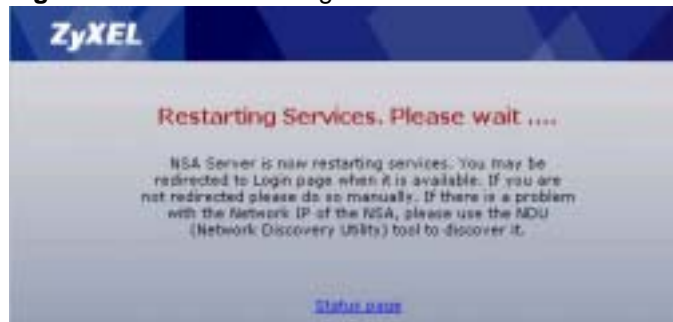 ZyXEL
Restarting Services. Please wait ....
NSA Server is now restarting services. You may be
redirected to Login page when it is available. If you are
not redirected please do so manually. If there is a problem
with the Network IP of the NSA, please use the NDU
(Network Discovery Utility) tool to discover it.
Status page